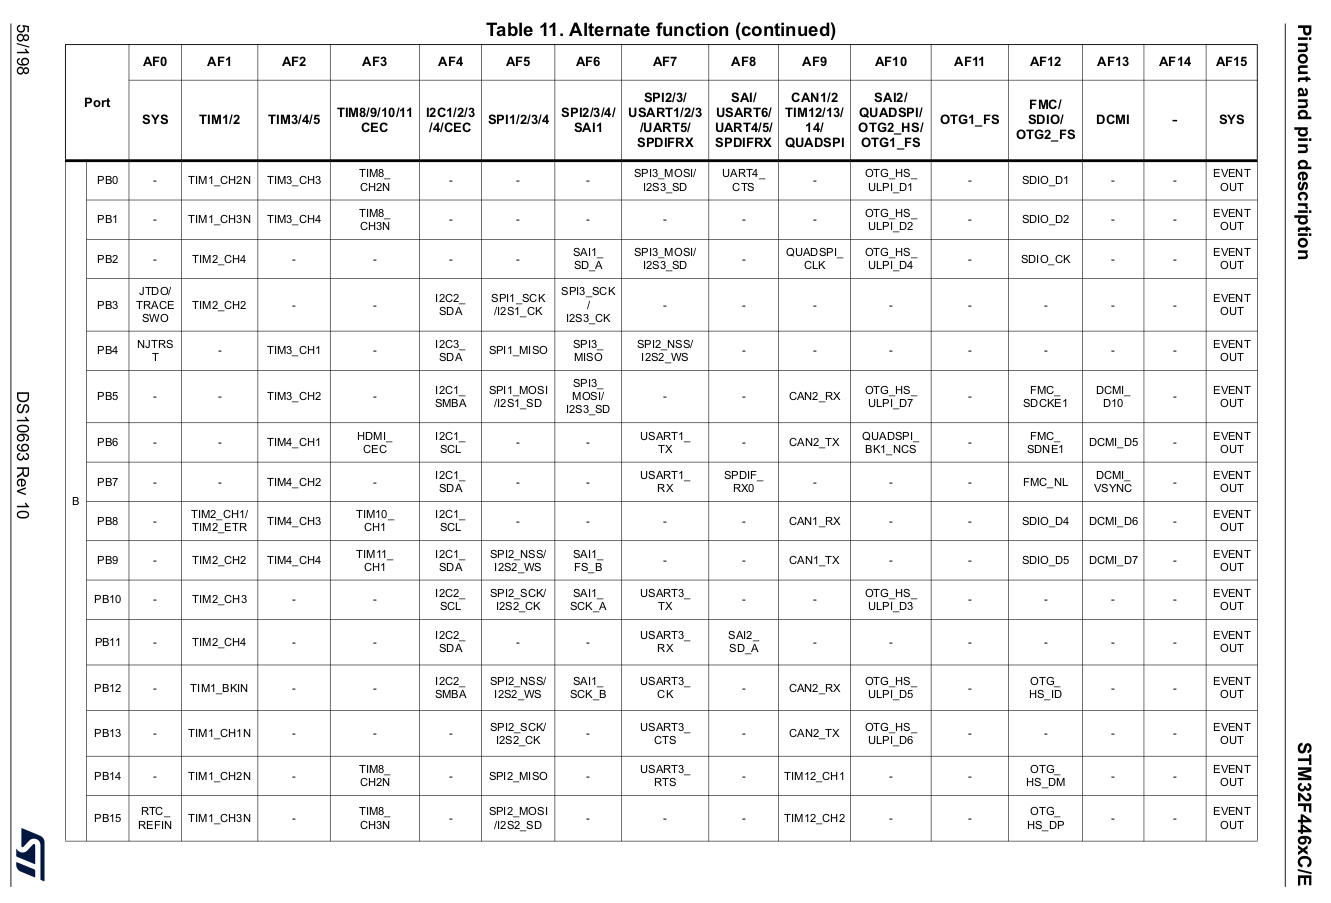 Table 11. Alternate function (continued)
Port AF0 AF1 AF2 AF3 AF4 AF5 AF6 AF7 AF8 AF9 AF10 AF11 AF12 AF13 AF14 AF15
SYS TIM1/2 TIM3/4/5 TIM8/9/10/11 CEC I2C1/2/3 /4/CEC SPI1/2/3/4 SPI2/3/4/ SAI1 SPI2/3/ USART1/2/3 /UART5/ SPDIFRX SAI/ USART6/ UART4/5/ SPDIFRX CAN1/2 TIM12/13/ 14/ QUADSPI SAI2/ QUADSPI/ OTG2_HS/ OTG1_FS OTG1_FS FMC/ SDIO/ OTG2_FS DCMI - SYS
B
PB0 - TIM1_CH2N TIM3_CH3 TIM8_ CH2N - - - SPI3_MOSI/ I2S3_SD UART4_ CTS - OTG_HS_ ULPI_D1 - SDIO_D1 - - EVENT OUT
PB1 - TIM1_CH3N TIM3_CH4 TIM8_ CH3N - - - - - - OTG_HS_ ULPI_D2 - SDIO_D2 - - EVENT OUT
PB2 - TIM2_CH4 - - - - SAI1_ SD_A SPI3_MOSI/ I2S3_SD - QUADSPI_ CLK OTG_HS_ ULPI_D4 - SDIO_CK - - EVENT OUT
PB3 JTDO/ TRACE SWO TIM2_CH2 - - I2C2_ SDA SPI1_SCK /I2S1_CK SPI3_SCK / I2S3_CK - - - - - - - - EVENT OUT
PB4 NJTRS T - TIM3_CH1 - I2C3_ SDA SPI1_MISO SPI3_ MISO SPI2_NSS/ I2S2_WS - - - - - - - EVENT OUT
PB5 - - TIM3_CH2 - I2C1_ SMBA SPI1_MOSI /I2S1_SD SPI3_ MOSI/ I2S3_SD - - CAN2_RX OTG_HS_ ULPI_D7 - FMC_ SDCKE1 DCMI_ D10 - EVENT OUT
PB6 - - TIM4_CH1 HDMI_ CEC I2C1_ SCL - - USART1_ TX - CAN2_TX QUADSPI_ BK1_NCS - FMC_ SDNE1 DCMI_D5 - EVENT OUT
PB7 - - TIM4_CH2 - I2C1_ SDA - - USART1_ RX SPDIF_ RX0 - - - FMC_NL DCMI_ VSYNC - EVENT OUT
PB8 - TIM2_CH1/ TIM2_ETR TIM4_CH3 TIM10_ CH1 I2C1_ SCL - - - - CAN1_RX - - SDIO_D4 DCMI_D6 - EVENT OUT
PB9 - TIM2_CH2 TIM4_CH4 TIM11_ CH1 I2C1_ SDA SPI2_NSS/ I2S2_WS SAI1_ FS_B - - CAN1_TX - - SDIO_D5 DCMI_D7 - EVENT OUT
PB10 - TIM2_CH3 - - I2C2_ SCL SPI2_SCK/ I2S2_CK SAI1_ SCK_A USART3_ TX - - OTG_HS_ ULPI_D3 - - - - EVENT OUT
PB11 - TIM2_CH4 - - I2C2_ SDA - - USART3_ RX SAI2_ SD_A - - - - - - EVENT OUT
PB12 - TIM1_BKIN - - I2C2_ SMBA SPI2_NSS/ I2S2_WS SAI1_ SCK_B USART3_ CK - CAN2_RX OTG_HS_ ULPI_D5 - OTG_ HS_ID - - EVENT OUT
PB13 - TIM1_CH1N - - - SPI2_SCK/ I2S2_CK - USART3_ CTS - CAN2_TX OTG_HS_ ULPI_D6 - - - - EVENT OUT
PB14 - TIM1_CH2N - TIM8_ CH2N - SPI2_MISO - USART3_ RTS - TIM12_CH1 - - OTG_ HS_DM - - EVENT OUT
PB15 RTC_ REFIN TIM1_CH3N - TIM8_ CH3N - SPI2_MOSI /I2S2_SD - - - TIM12_CH2 - - OTG_ HS_DP - - EVENT OUT
Pinout and pin description
STM32F446xC/E
58/198
DS10693 Rev 10
ST